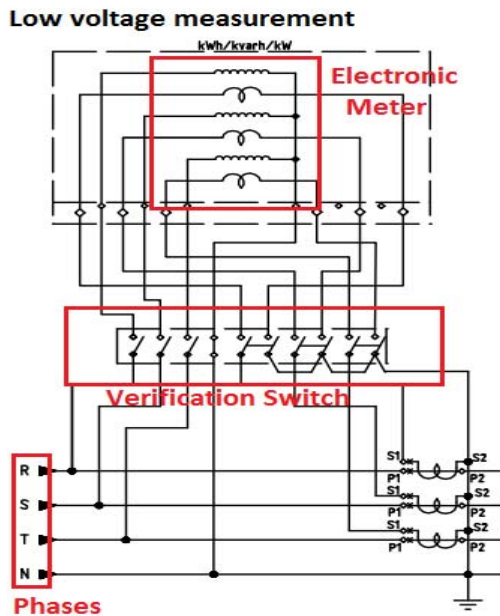 Low voltage measurement
kWh/kvarh/kW
Electronic
Meter
Verification Switch
R
S
T
N
S1 S2
P1 P2
S1 S2
P1 P2
S1 S2
P1 P2
Phases